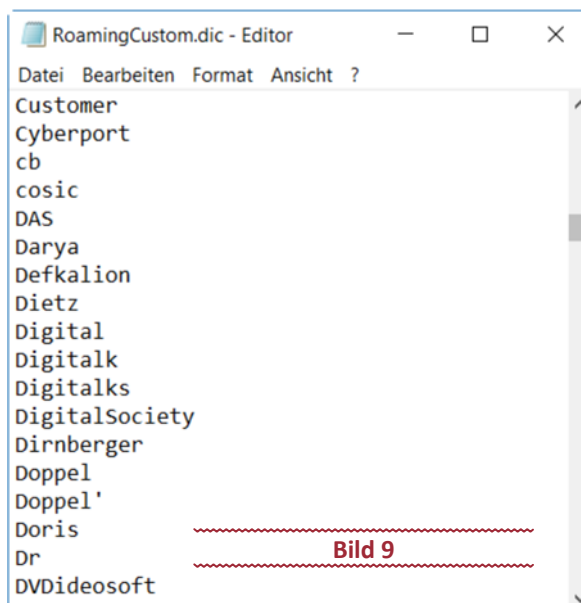 RoamingCustom.dic - Editor
Datei Bearbeiten Format Ansicht ?
Customer
Cyberport
cb
cosic
DAS
Darya
Defkalion
Dietz
Digital
Digitalk
Digitalks
DigitalSociety
Dirnberger
Doppel
Doppel'
Doris
Dr
Bild 9
DVDideosoft